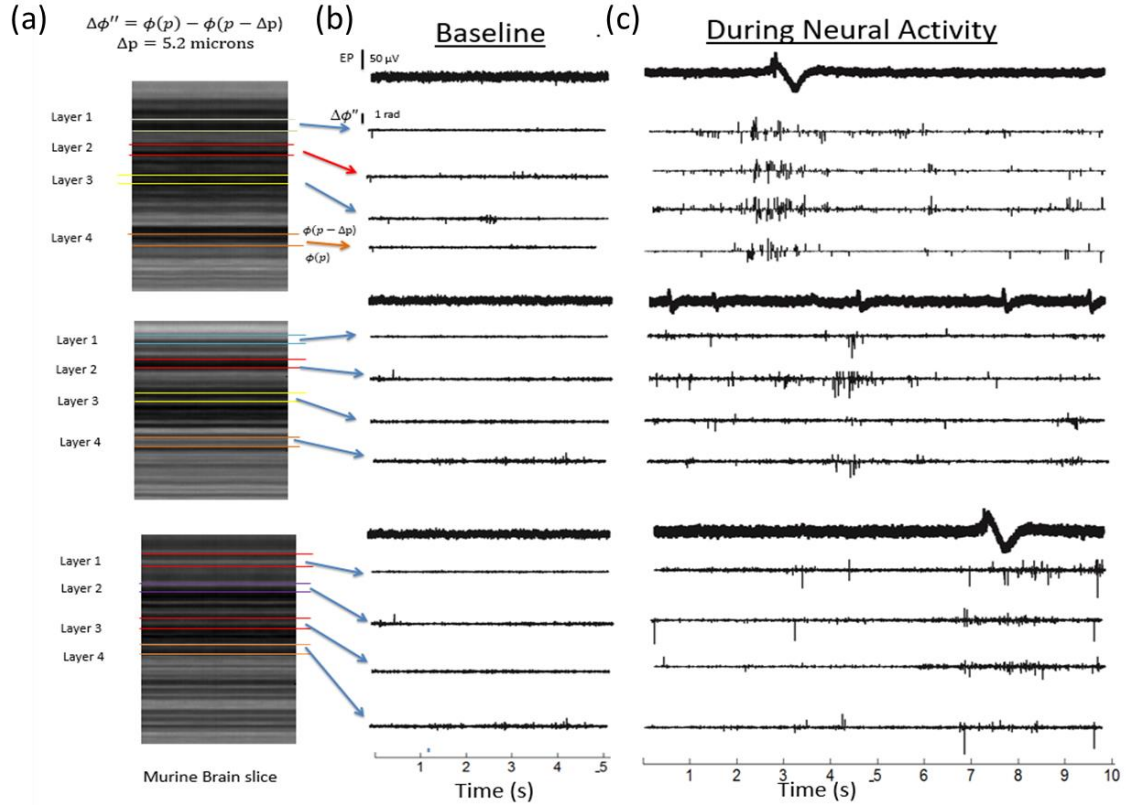 (a)
Δϕ′′ = ϕ(p) − ϕ(p − Δp)
Δp = 5.2 microns
Layer 1
Layer 2
Layer 3
Layer 4
ϕ(p − Δp)
ϕ(p)
Layer 1
Layer 2
Layer 3
Layer 4
Layer 1
Layer 2
Layer 3
Layer 4
Murine Brain slice
(b)
Baseline
EP
50 μV
Δϕ′′
1 rad
1 2 3 4 5
Time (s)
(c)
During Neural Activity
1 2 3 4 5 6 7 8 9 10
Time (s)